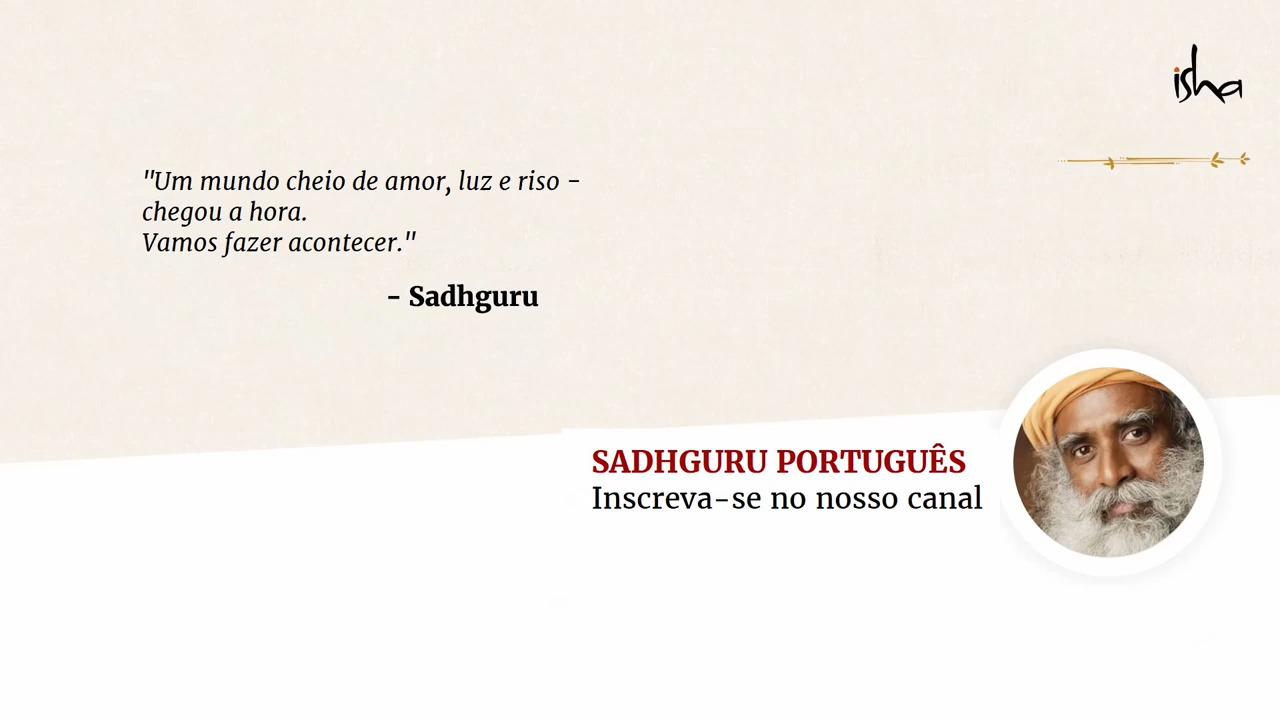 isha
"Um mundo cheio de amor, luz e riso –
chegou a hora.
Vamos fazer acontecer."
– Sadhguru
SADHGURU PORTUGUÊS
Inscreva-se no nosso canal